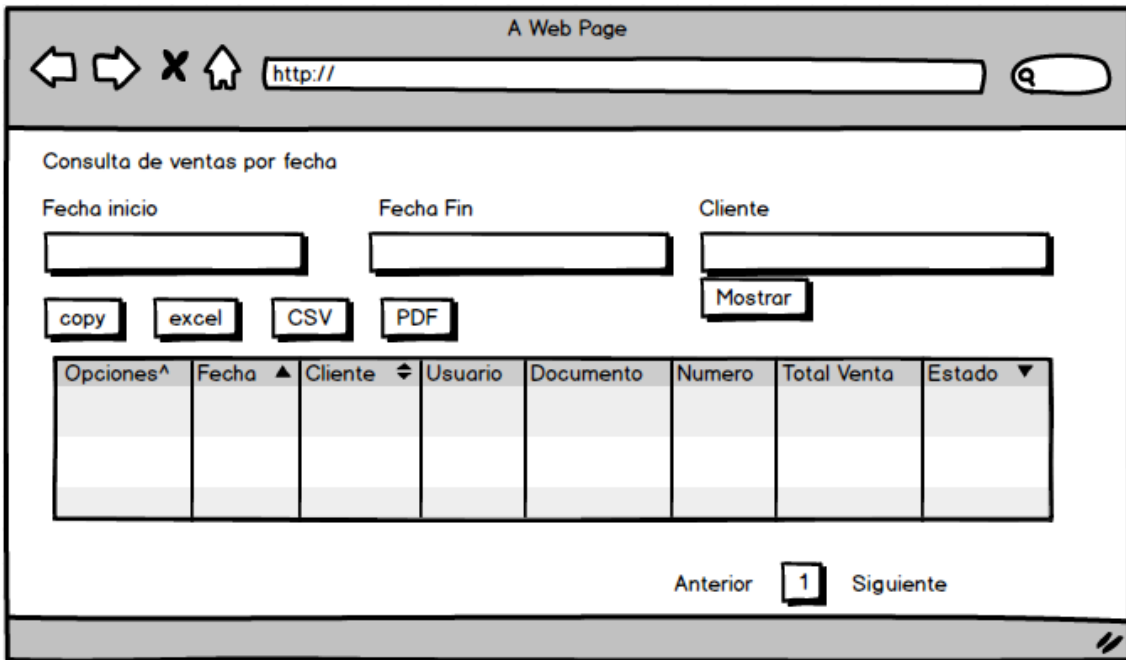 A Web Page
http://
Consulta de ventas por fecha
Fecha inicio Fecha Fin Cliente
Mostrar
copy excel CSV PDF
Opciones^ Fecha ▲ Cliente Usuario Documento Numero Total Venta Estado ▼
Anterior 1 Siguiente